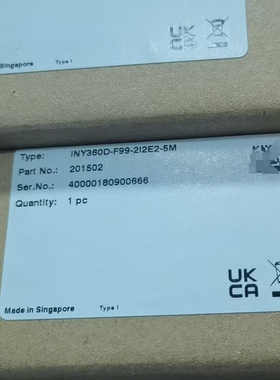 in Singapore Type 1
UK
CA
Type: INY360D-F99-2I2E2-5M
Part No.: 201502
Ser.No.: 40000180900666
Quantity: 1 pc
UK
CA
Made in Singapore Type 1